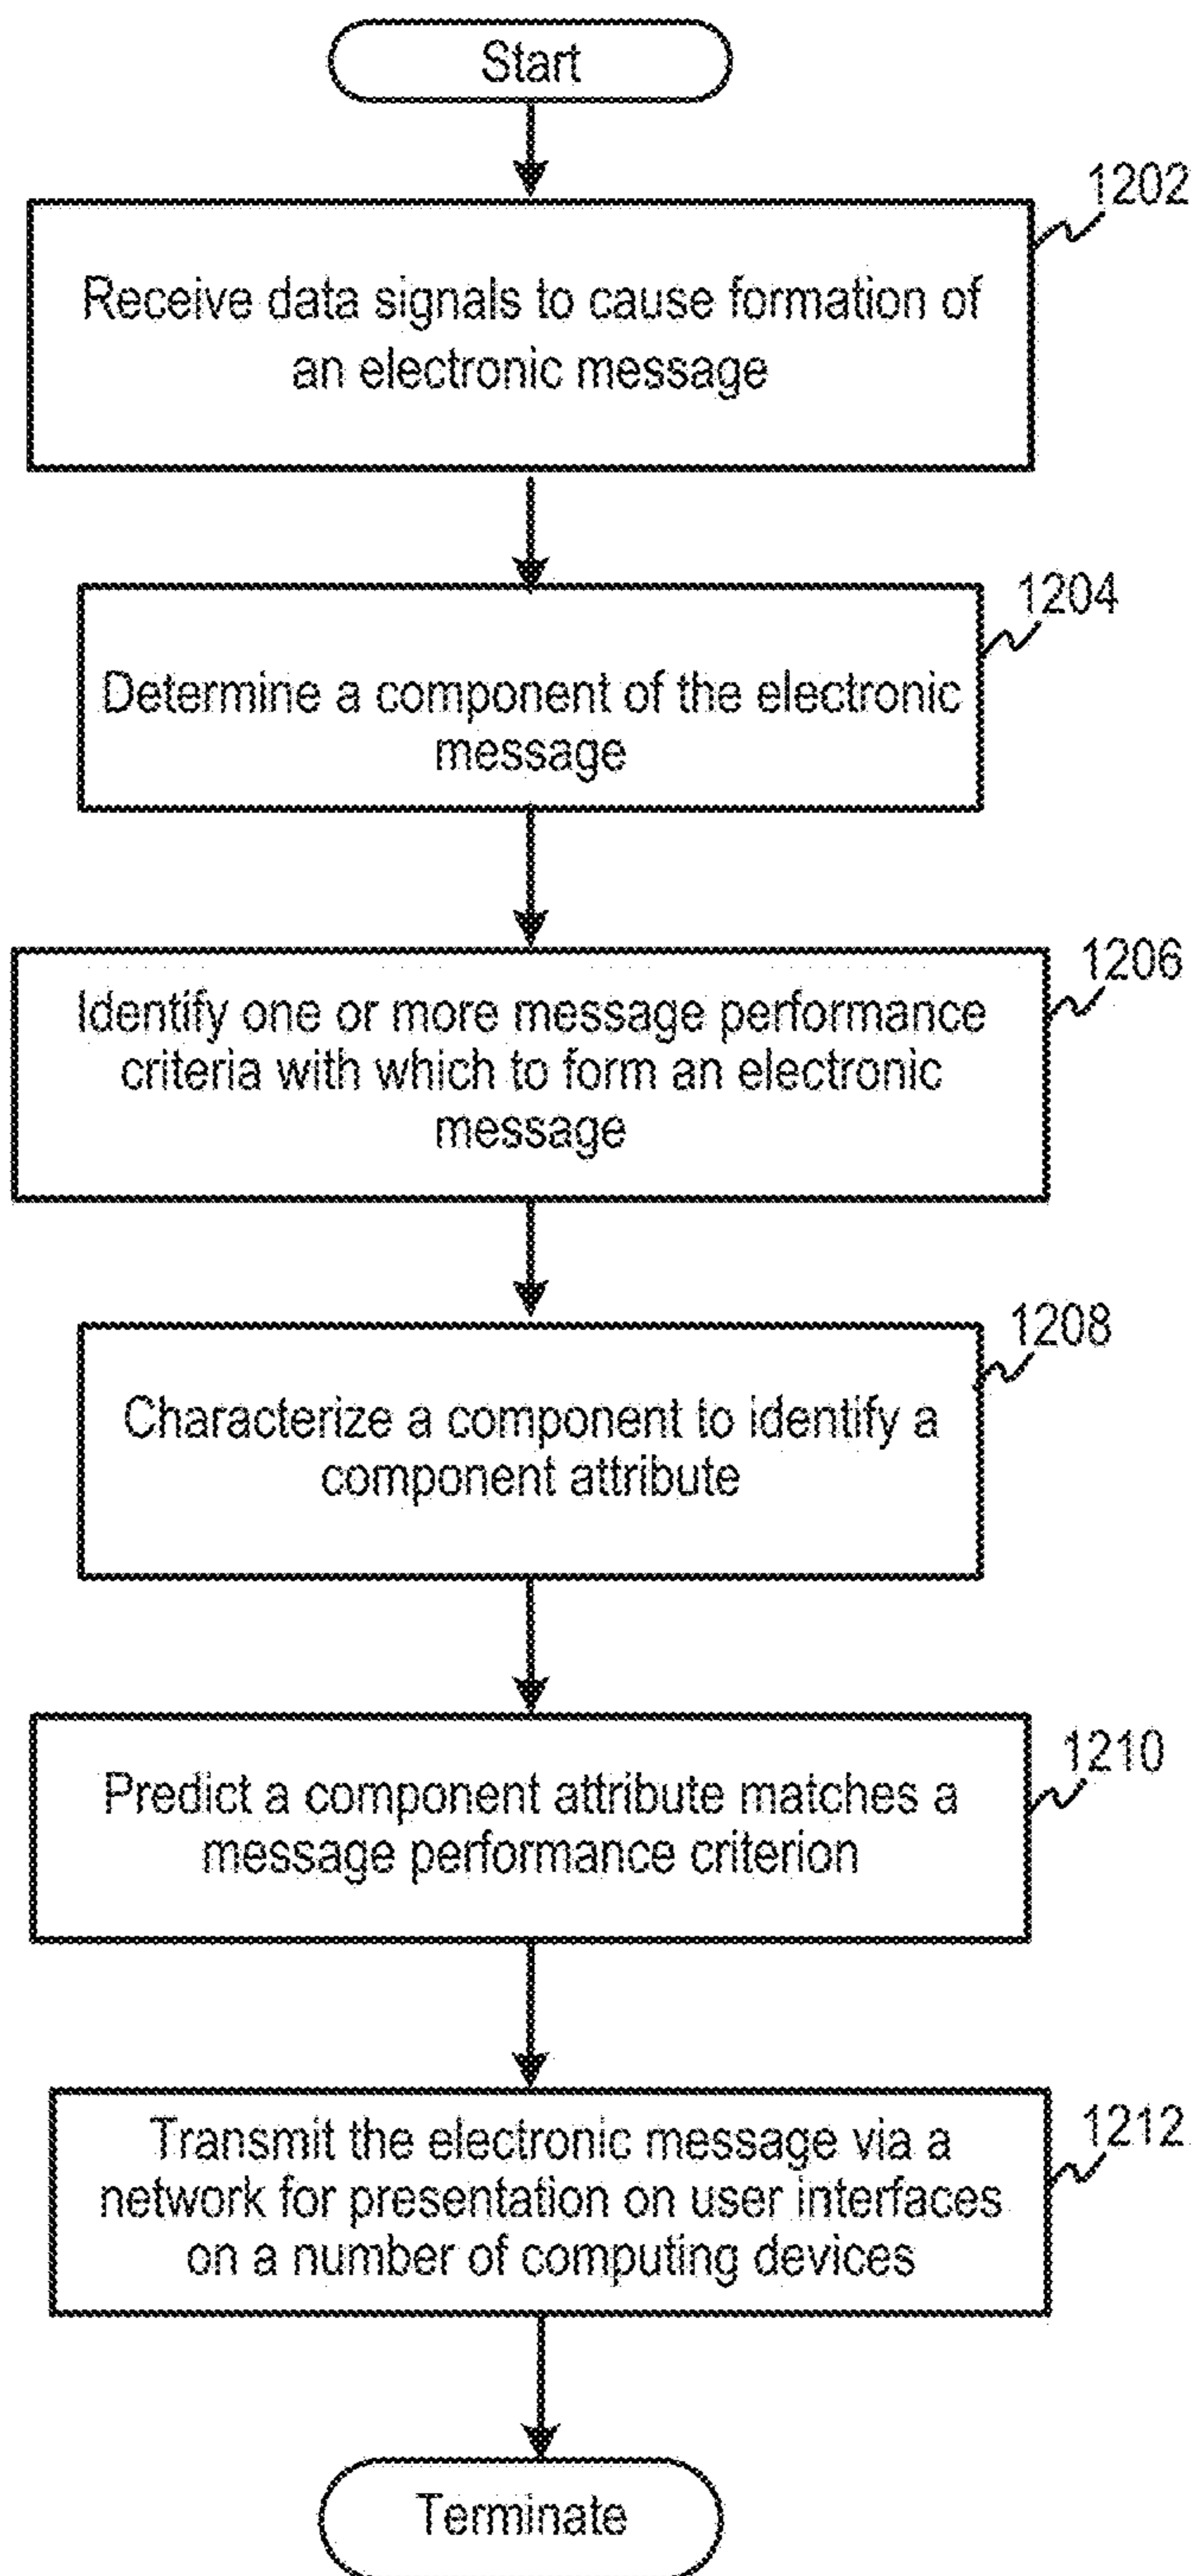 Start
1202
Receive data signals to cause formation of
an electronic message
1204
Determine a component of the electronic
message
1206
Identify one or more message performance
criteria with which to form an electronic
message
1208
Characterize a component to identify a
component attribute
1210
Predict a component attribute matches a
message performance criterion
1212
Transmit the electronic message via a
network for presentation on user interfaces
on a number of computing devices
Terminate